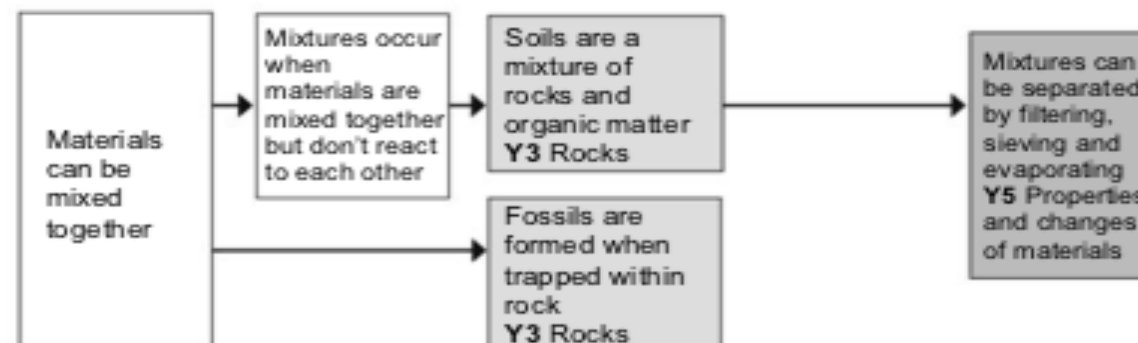 Materials
can be
mixed
together
Mixtures occur
when
materials are
mixed together
but don't react
to each other
Soils are a
mixture of
rocks and
organic matter
Y3 Rocks
Fossils are
formed when
trapped within
rock
Y3 Rocks
Mixtures can
be separated
by filtering,
sieving and
evaporating
Y5 Properties
and changes
of materials